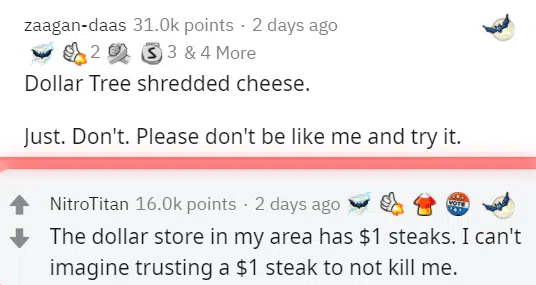 zaagan-daas 31.0k points · 2 days ago
2 S 3 & 4 More
Dollar Tree shredded cheese.
Just. Don't. Please don't be like me and try it.
NitroTitan 16.0k points · 2 days ago VOTE
The dollar store in my area has $1 steaks. I can't
imagine trusting a $1 steak to not kill me.